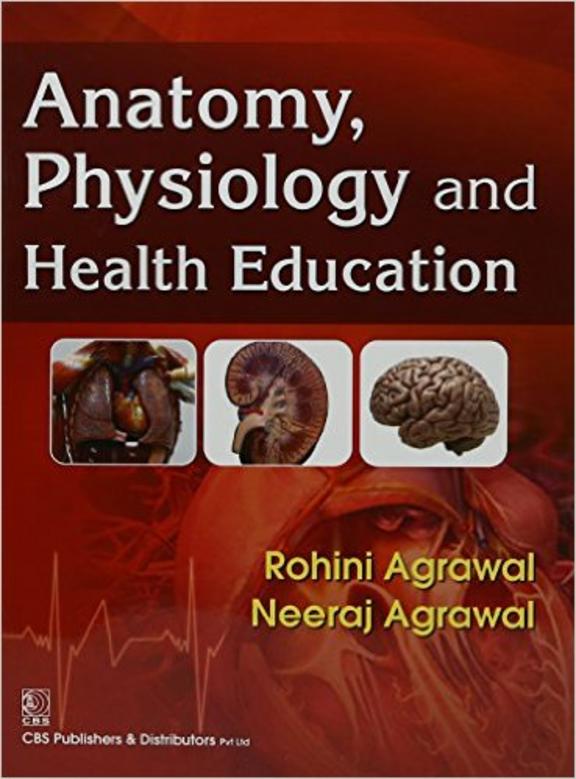 Anatomy,
Physiology and
Health Education
Rohini Agrawal
Neeraj Agrawal
CBS
CBS Publishers & Distributors Pvt Ltd